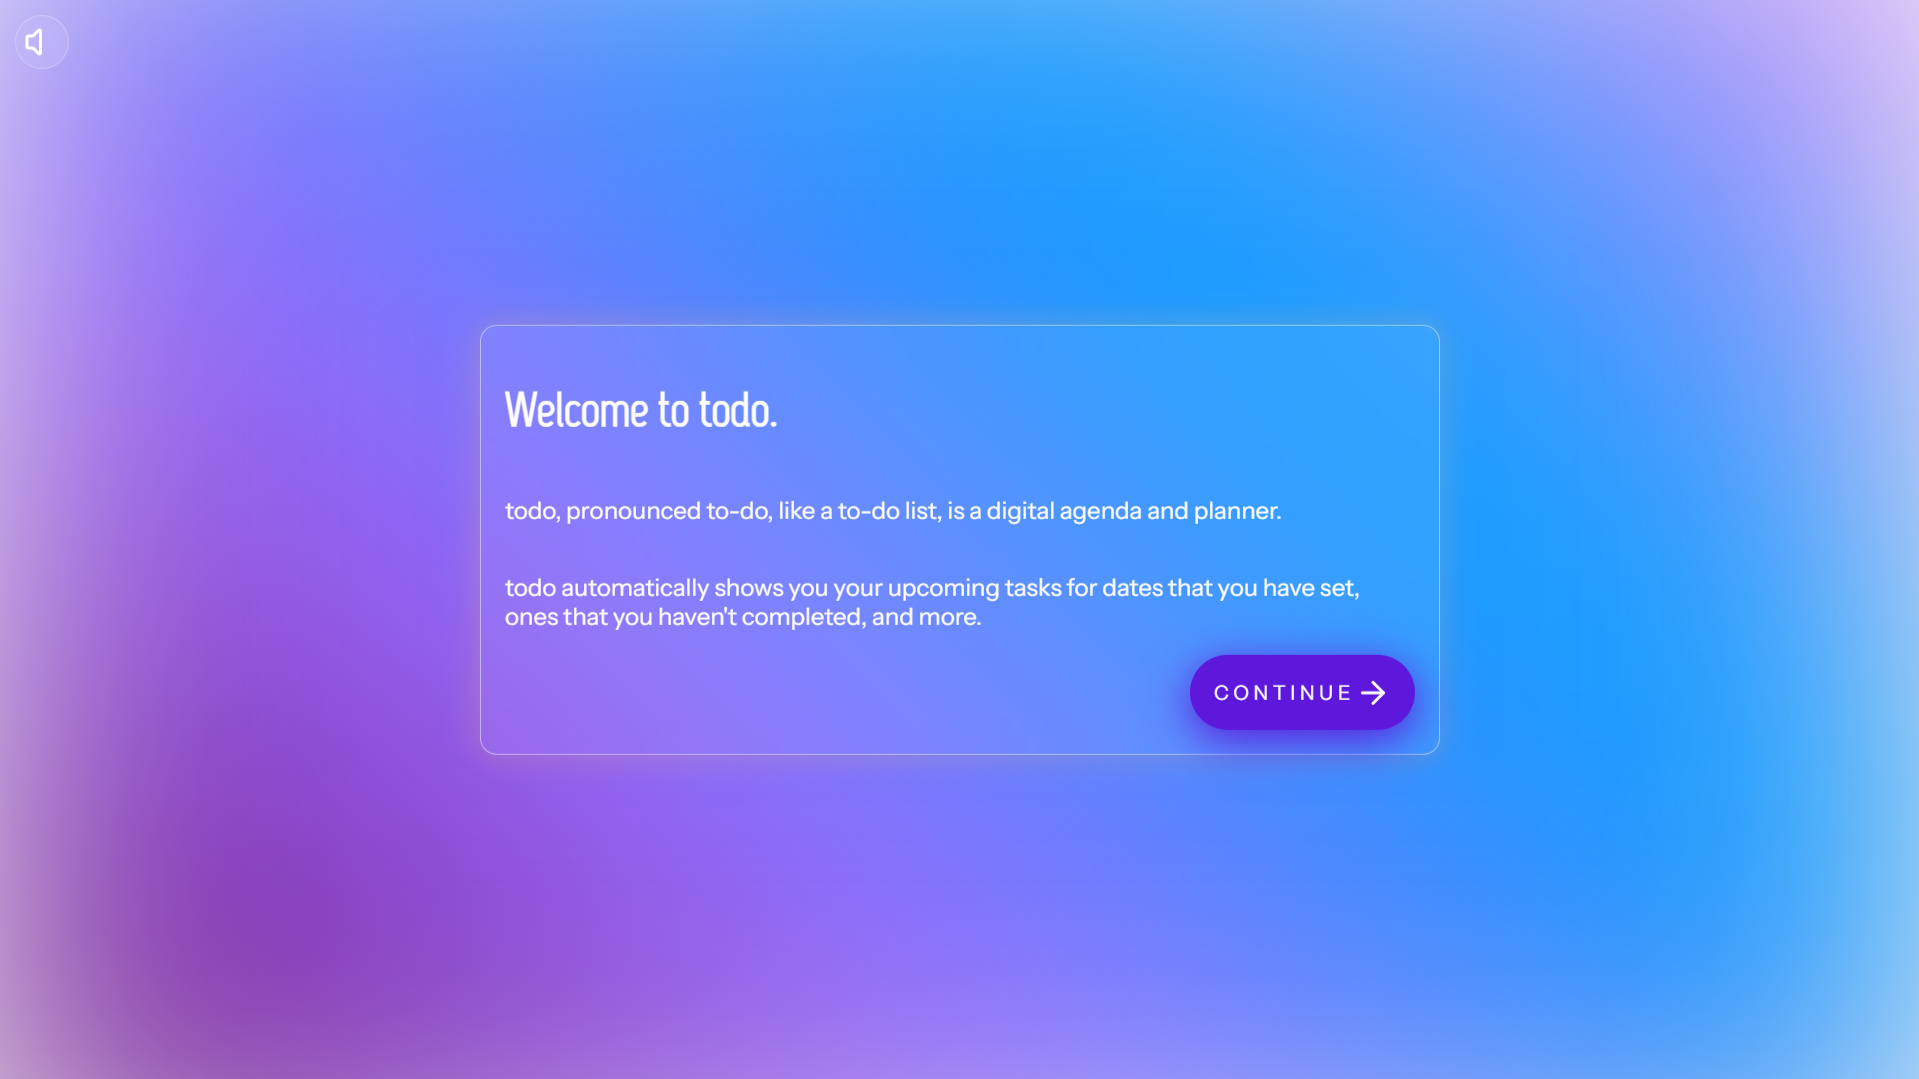 Welcome to todo.
todo, pronounced to-do, like a to-do list, is a digital agenda and planner.
todo automatically shows you your upcoming tasks for dates that you have set,
ones that you haven't completed, and more.
CONTINUE